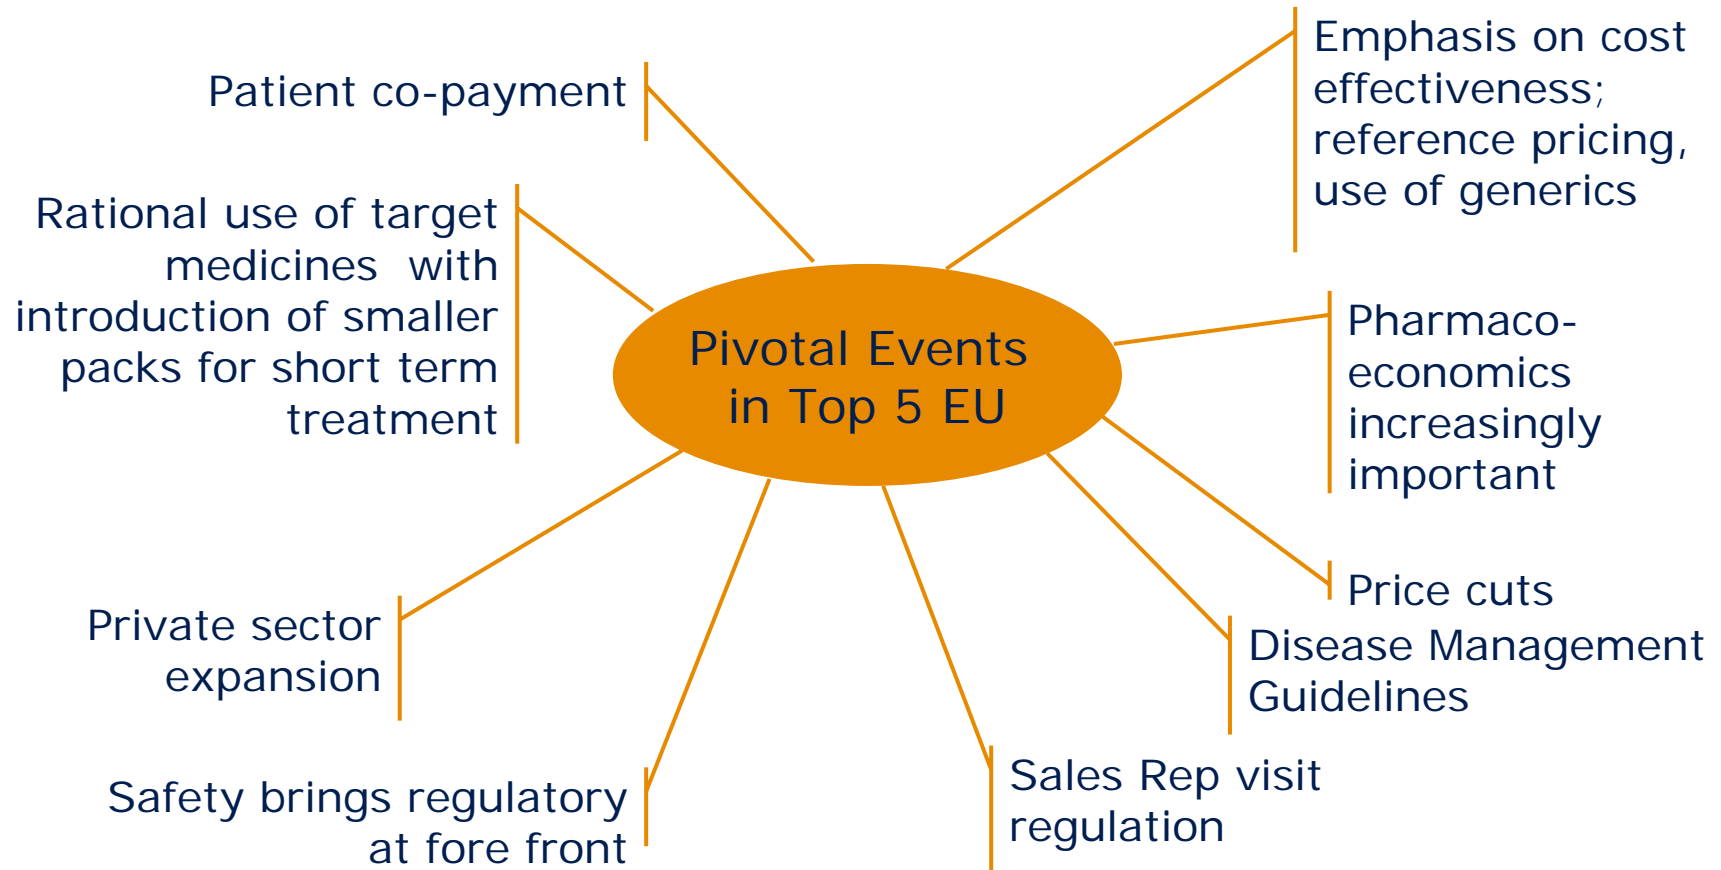 Patient co-payment
Emphasis on cost
effectiveness;
reference pricing,
use of generics
Rational use of target
medicines with
introduction of smaller
packs for short term
treatment
Pivotal Events
in Top 5 EU
Pharmaco-
economics
increasingly
important
Price cuts
Disease Management
Guidelines
Private sector
expansion
Sales Rep visit
regulation
Safety brings regulatory
at fore front